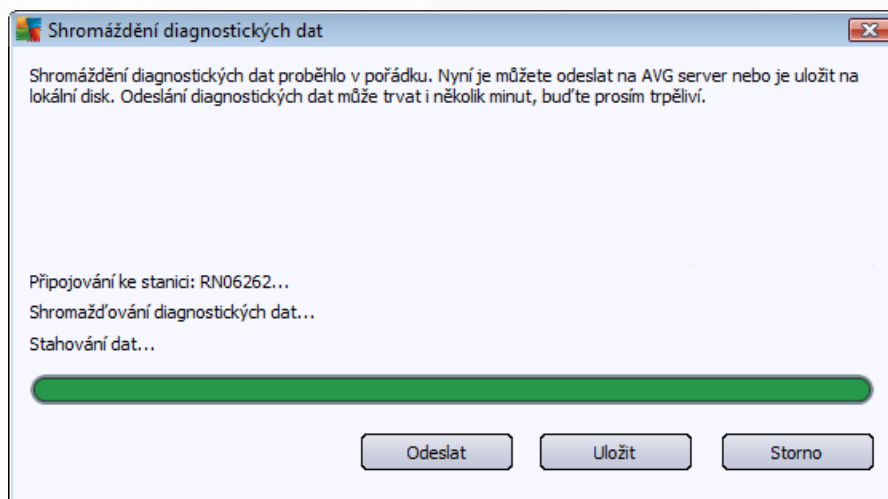 Shromáždění diagnostických dat
Shromáždění diagnostických dat proběhlo v pořádku. Nyní je můžete odeslat na AVG server nebo je uložit na
lokální disk. Odeslání diagnostických dat může trvat i několik minut, buďte prosím trpěliví.
Připojování ke stanici: RN06262...
Shromažďování diagnostických dat...
Stahování dat...
Odeslat
Uložit
Storno